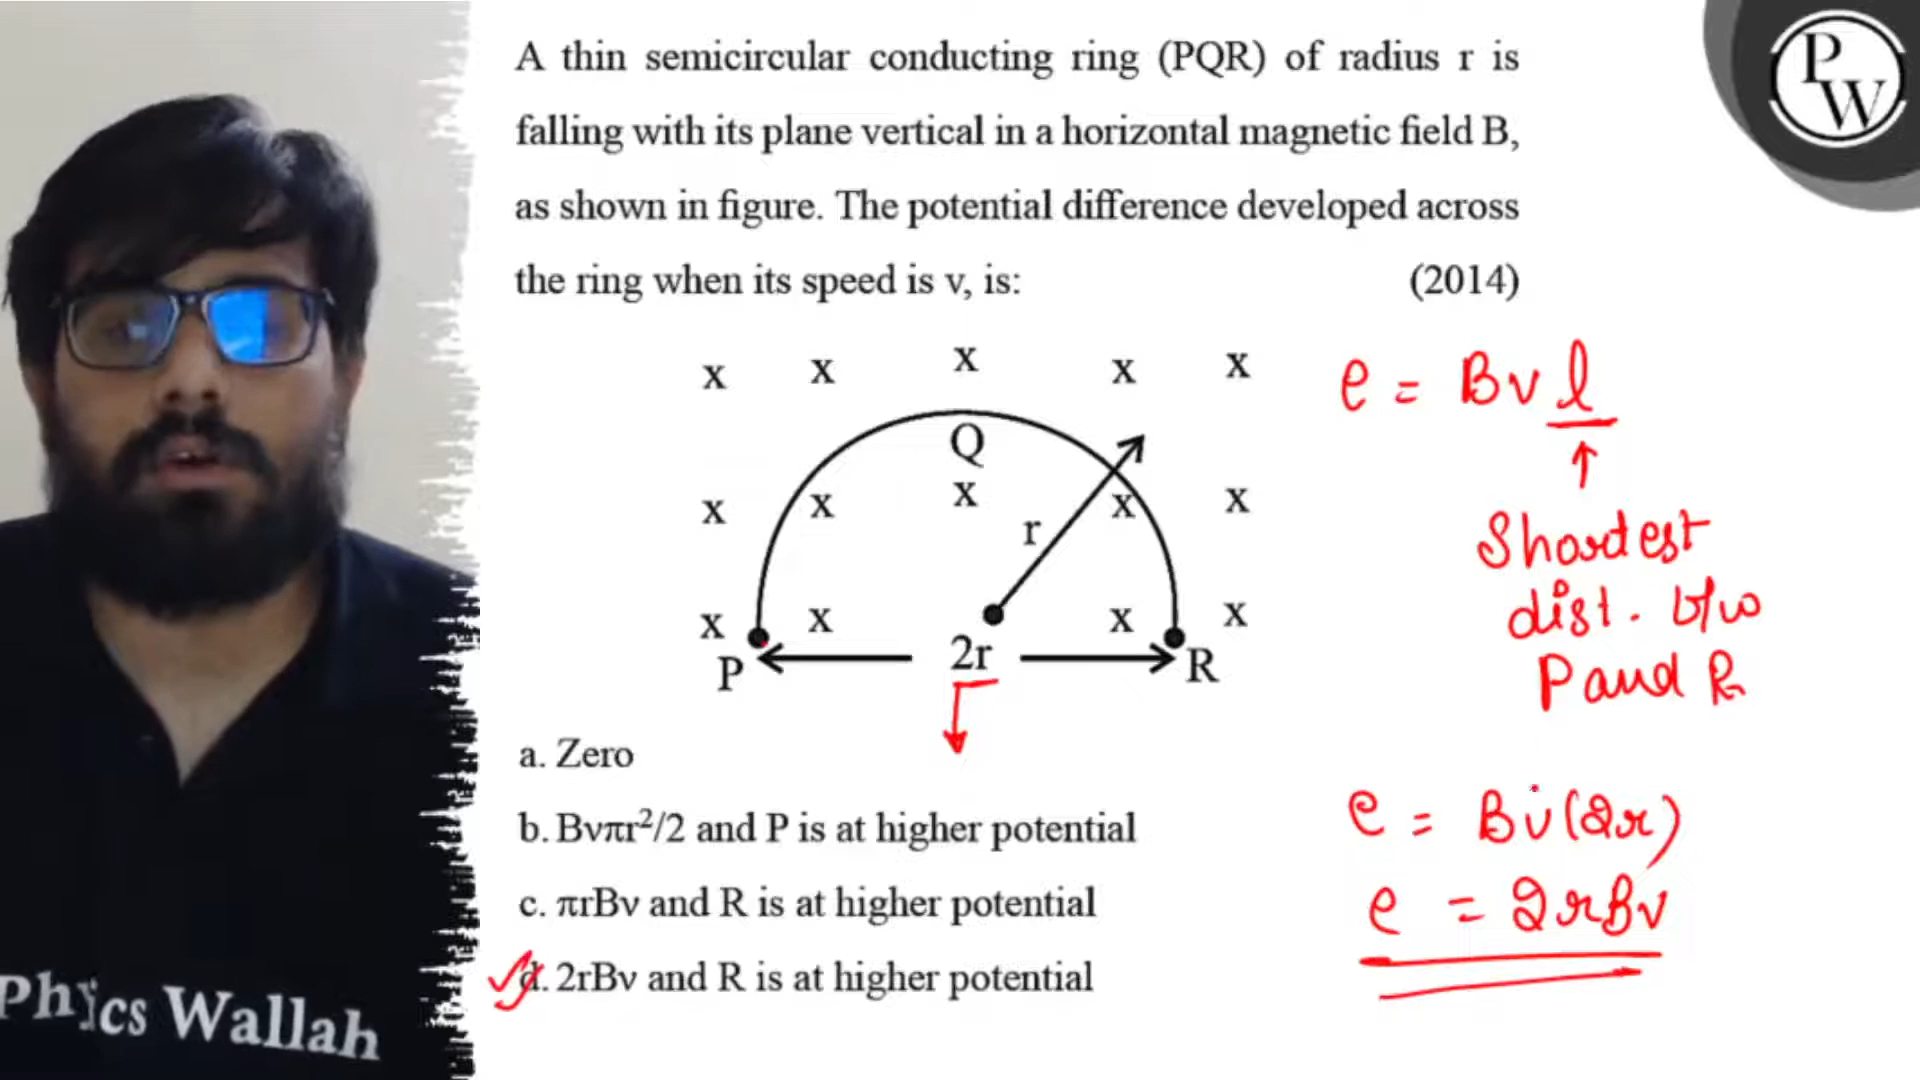 A thin semicircular conducting ring (PQR) of radius r is
falling with its plane vertical in a horizontal magnetic field B,
as shown in figure. The potential difference developed across
the ring when its speed is v, is: (2014)
x x x x x
Q
x x x x x
r
x x x x
P 2r R
a. Zero
b. Bvπr²/2 and P is at higher potential
c. πrBv and R is at higher potential
d. 2rBv and R is at higher potential
e = Bvl
Shortest
dist. b/w
P and R
e = Bv(2r)
e = 2rBv
PW
Physics Wallah